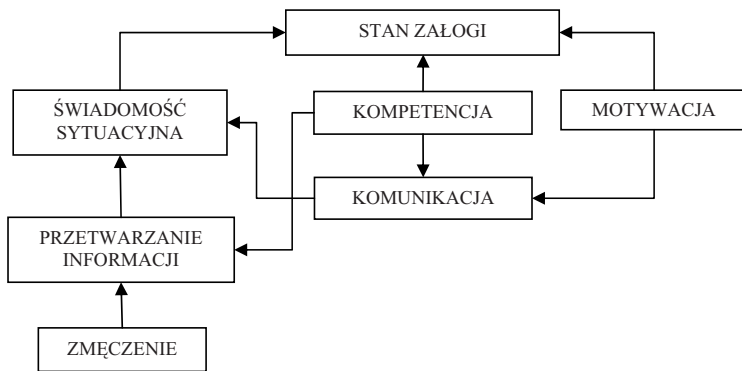 STAN ZAŁOGI
ŚWIADOMOŚĆ
SYTUACYJNA
KOMPETENCJA
MOTYWACJA
KOMUNIKACJA
PRZETWARZANIE
INFORMACJI
ZMĘCZENIE